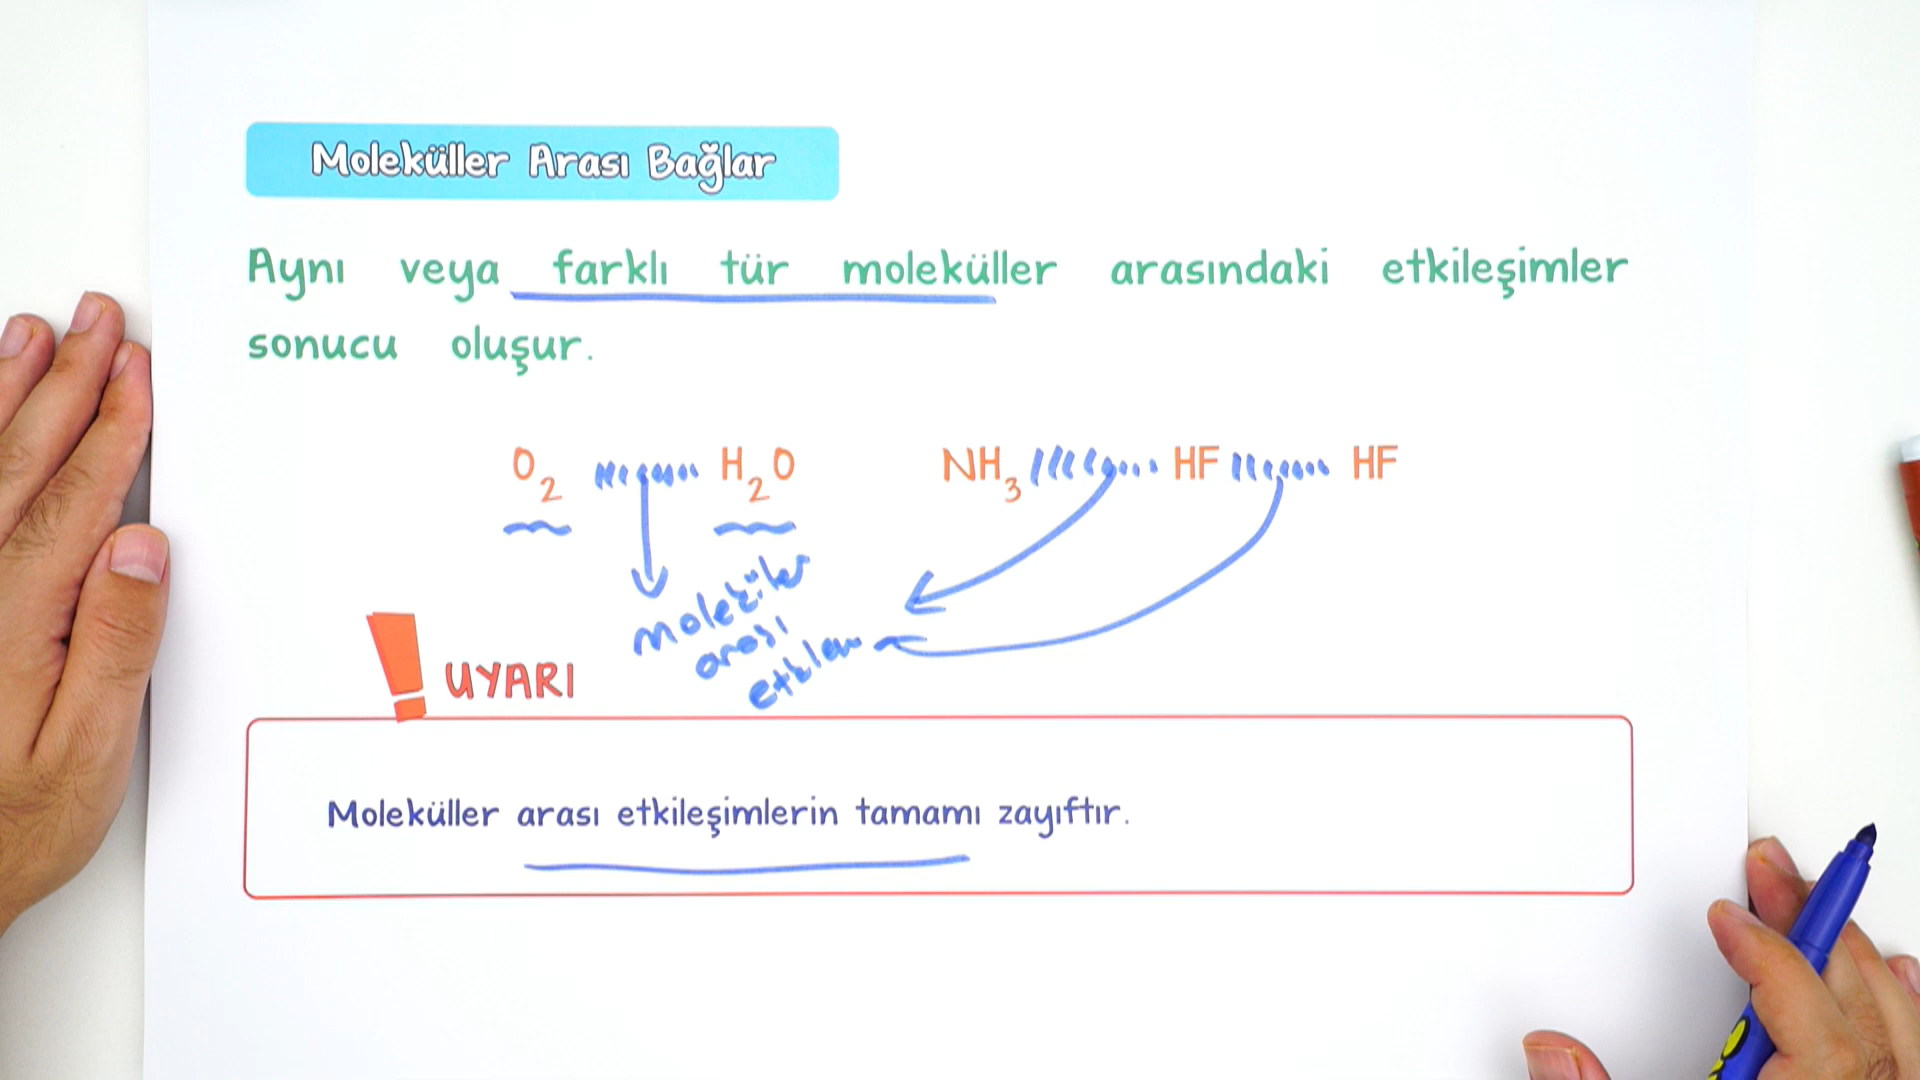 Moleküller Arası Bağlar
Aynı veya farklı tür moleküller arasındaki etkileşimler
sonucu oluşur.
O₂ H₂O NH₃ HF HF
moleküller
arası
UYARI
Moleküller arası etkileşimlerin tamamı zayıftır.